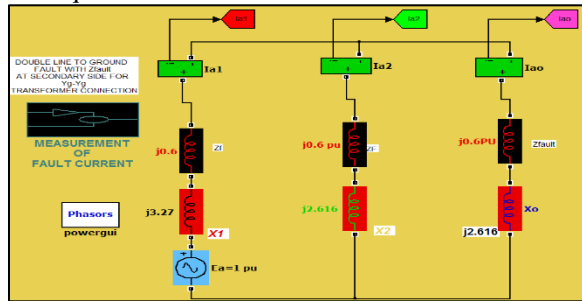 Ia1
Ia2
Iao
DOUBLE LINE TO GROUND
FAULT WITH Zfault
AT SECONDARY SIDE FOR
Yg-Yg
TRANSFORMER CONNECTION
Ia1
Ia2
Iao
MEASUREMENT
OF
FAULT CURRENT
j0.6
Zf
j0.6 pu
ZF
j0.6PU
Zfault
Phasors
powergui
j3.27
X1
j2.616
X2
Xo
j2.616
Ea=1 pu